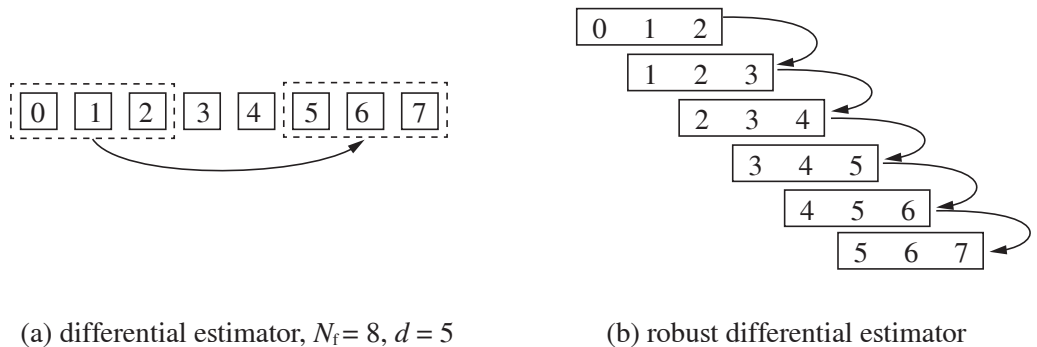 0 1 2 3 4 5 6 7
(a) differential estimator, Nf = 8, d = 5
0 1 2
1 2 3
2 3 4
3 4 5
4 5 6
5 6 7
(b) robust differential estimator